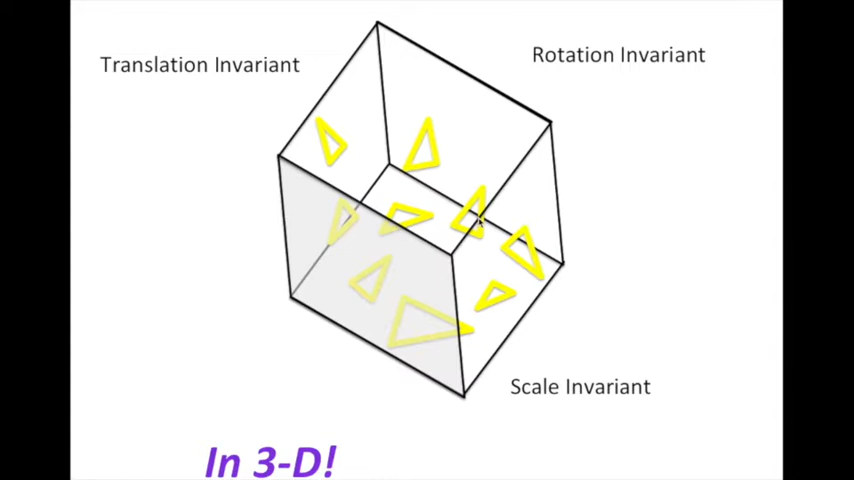 Translation Invariant
Rotation Invariant
Scale Invariant
In 3-D!